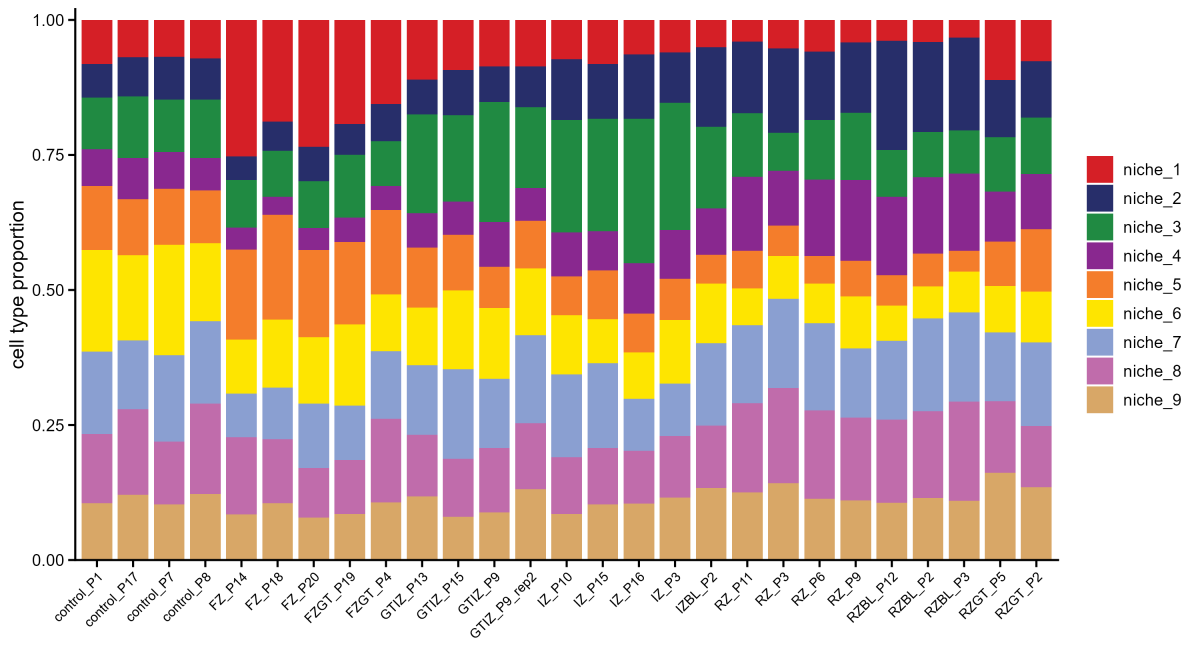 cell type proportion
1.00
0.75
0.50
0.25
0.00
control_P1
control_P17
control_P7
control_P8
FZ_P14
FZ_P18
FZ_P20
FZGT_P19
FZGT_P4
GTIZ_P13
GTIZ_P15
GTIZ_P9
GTIZ_P9_rep2
IZ_P10
IZ_P15
IZ_P16
IZ_P3
IZBL_P2
RZ_P11
RZ_P3
RZ_P6
RZ_P9
RZBL_P12
RZBL_P2
RZBL_P3
RZGT_P5
RZGT_P2
niche_1
niche_2
niche_3
niche_4
niche_5
niche_6
niche_7
niche_8
niche_9